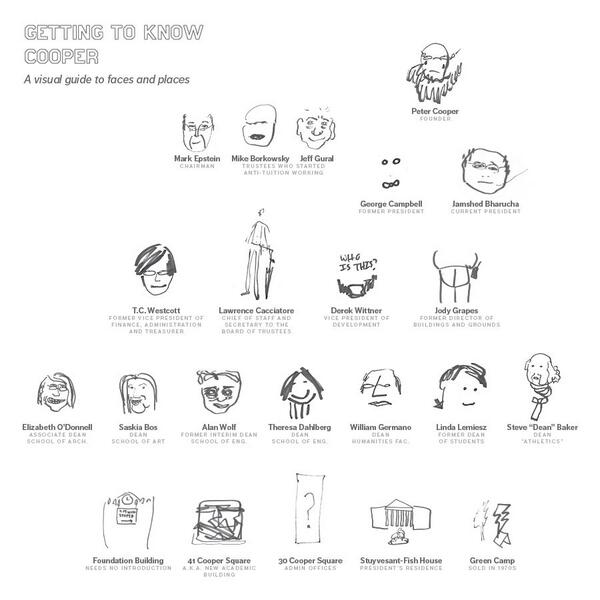 GETTING TO KNOW
COOPER
A visual guide to faces and places
Peter Cooper
FOUNDER
Mark Epstein
CHAIRMAN
Mike Borkowsky Jeff Gural
TRUSTEES WHO STARTED
ANTI-TUITION WORKING
George Campbell
FORMER PRESIDENT
Jamshed Bharucha
CURRENT PRESIDENT
WHO
IS THIS?
T.C. Westcott
FORMER VICE PRESIDENT OF
FINANCE, ADMINISTRATION
AND TREASURER
Lawrence Cacciatore
CHIEF OF STAFF AND
SECRETARY TO THE
BOARD OF TRUSTEES
Derek Wittner
VICE PRESIDENT OF
DEVELOPMENT
Jody Grapes
FORMER DIRECTOR OF
BUILDINGS AND GROUNDS
Elizabeth O'Donnell
ASSOCIATE DEAN
SCHOOL OF ARCH.
Saskia Bos
DEAN
SCHOOL OF ART
Alan Wolf
FORMER INTERIM DEAN
SCHOOL OF ENG.
Theresa Dahlberg
DEAN
SCHOOL OF ENG.
William Germano
DEAN
HUMANITIES FAC.
Linda Lemiesz
FORMER DEAN
OF STUDENTS
Steve "Dean" Baker
DEAN
"ATHLETICS"
?
Foundation Building
NEEDS NO INTRODUCTION
41 Cooper Square
A.K.A. NEW ACADEMIC
BUILDING
30 Cooper Square
ADMIN OFFICES
Stuyvesant-Fish House
PRESIDENT'S RESIDENCE
Green Camp
SOLD IN 1970S